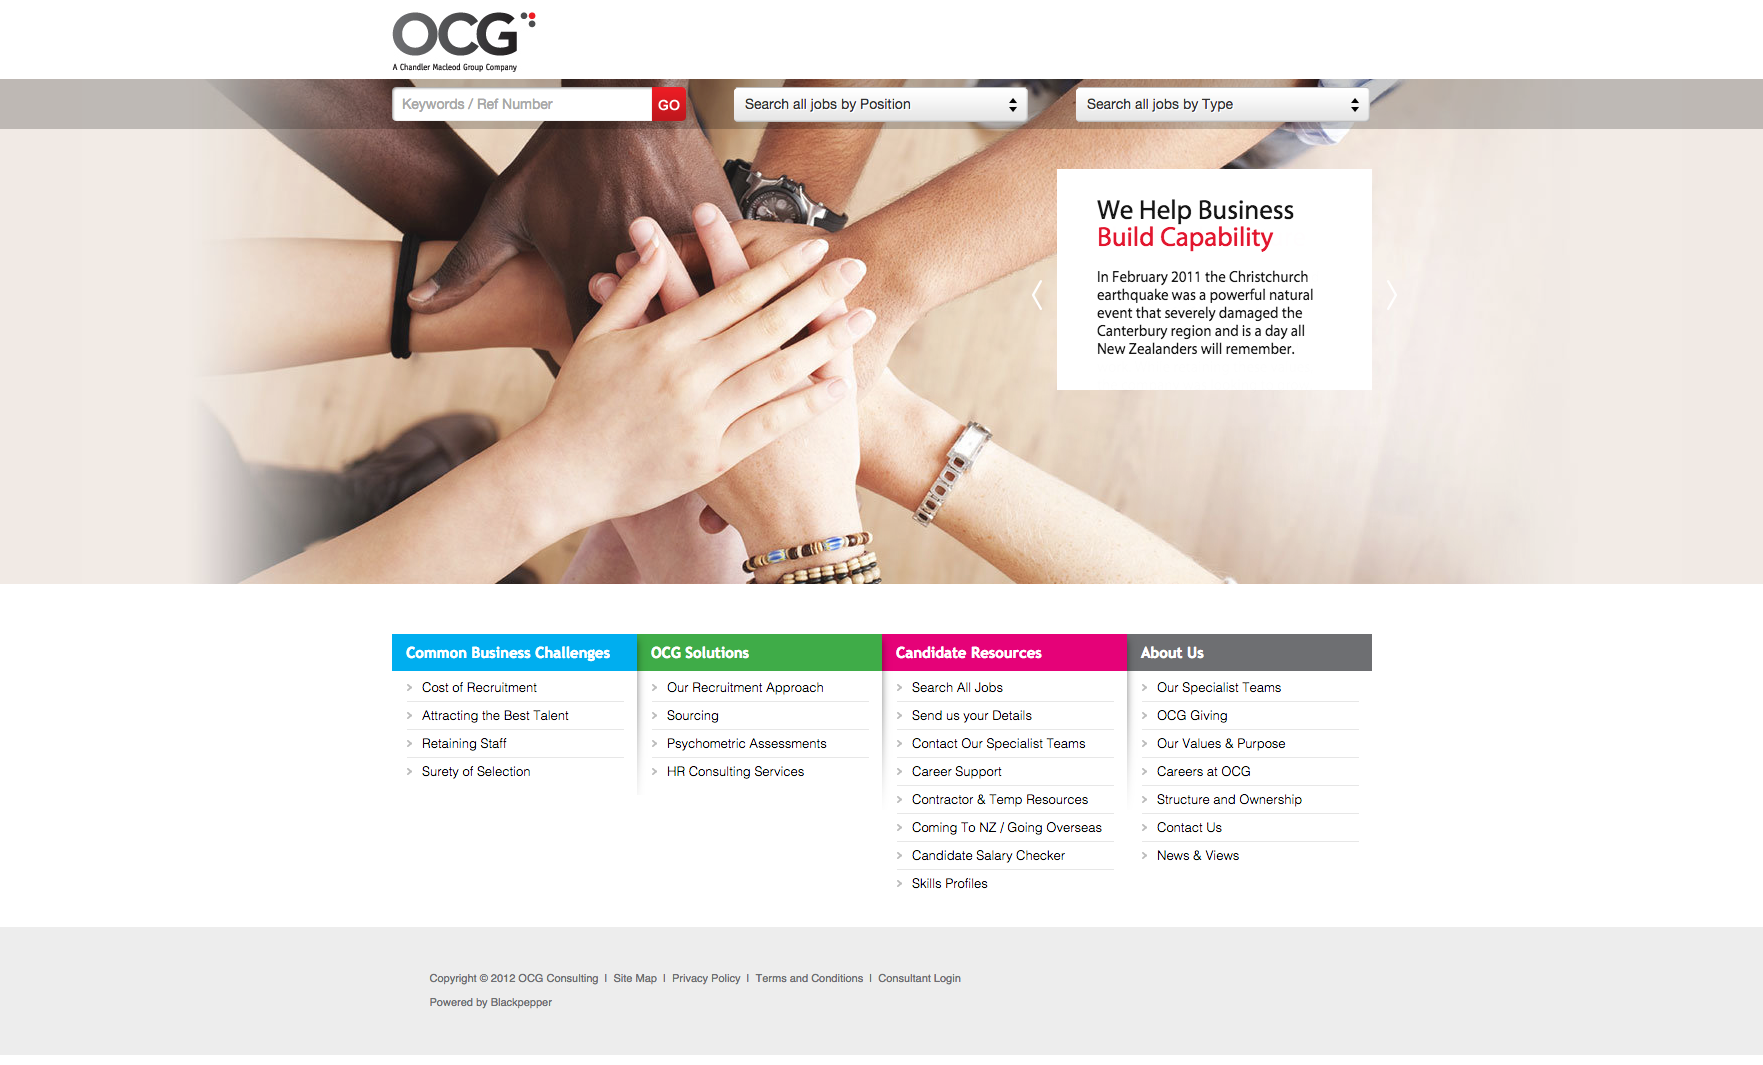 OCG
A Chandler Macleod Group Company
Keywords / Ref Number
GO
Search all jobs by Position
Search all jobs by Type
We Help Business
Build Capability
In February 2011 the Christchurch
earthquake was a powerful natural
event that severely damaged the
Canterbury region and is a day all
New Zealanders will remember.
Common Business Challenges
Cost of Recruitment
Attracting the Best Talent
Retaining Staff
Surety of Selection
OCG Solutions
Our Recruitment Approach
Sourcing
Psychometric Assessments
HR Consulting Services
Candidate Resources
Search All Jobs
Send us your Details
Contact Our Specialist Teams
Career Support
Contractor & Temp Resources
Coming To NZ / Going Overseas
Candidate Salary Checker
Skills Profiles
About Us
Our Specialist Teams
OCG Giving
Our Values & Purpose
Careers at OCG
Structure and Ownership
Contact Us
News & Views
Copyright © 2012 OCG Consulting I Site Map I Privacy Policy I Terms and Conditions I Consultant Login
Powered by Blackpepper